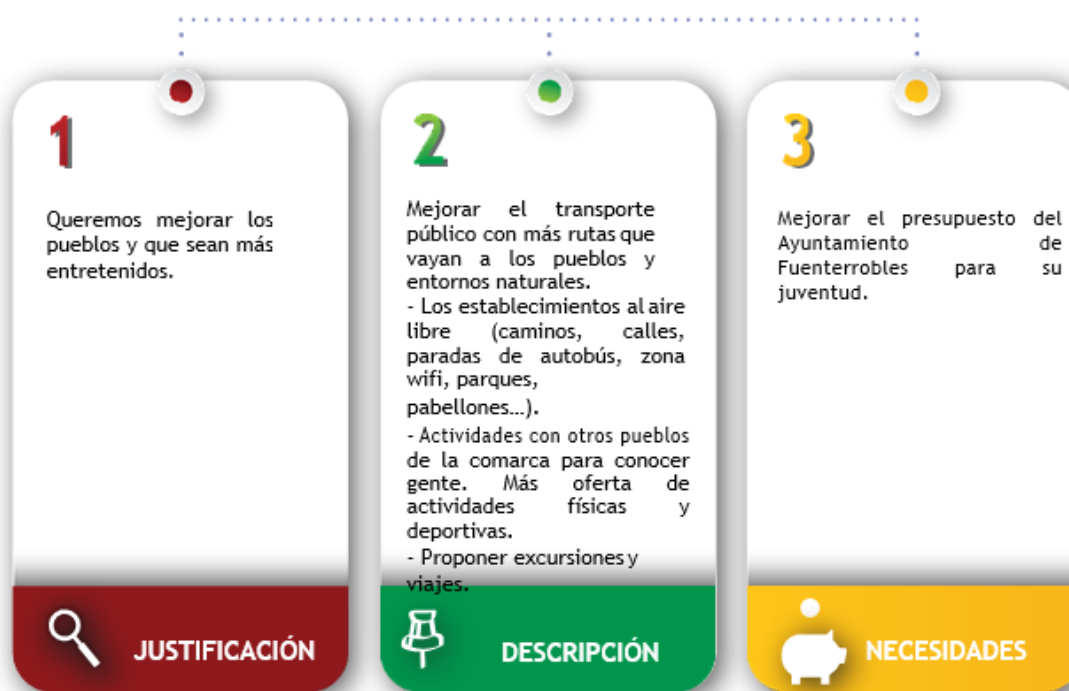 1
Queremos mejorar los
pueblos y que sean más
entretenidos.
JUSTIFICACIÓN
2
Mejorar el transporte
público con más rutas que
vayan a los pueblos y
entornos naturales.
- Los establecimientos al aire
libre (caminos, calles,
paradas de autobús, zona
wifi, parques,
pabellones...).
- Actividades con otros pueblos
de la comarca para conocer
gente. Más oferta de
actividades físicas y
deportivas.
- Proponer excursiones y
viajes.
DESCRIPCIÓN
3
Mejorar el presupuesto del
Ayuntamiento de
Fuenterrobles para su
juventud.
NECESIDADES